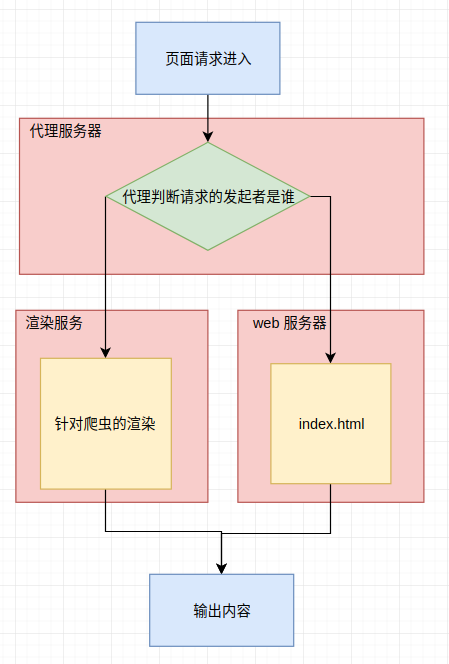 页面请求进入
代理服务器
代理判断请求的发起者是谁
渲染服务
web 服务器
针对爬虫的渲染
index.html
输出内容